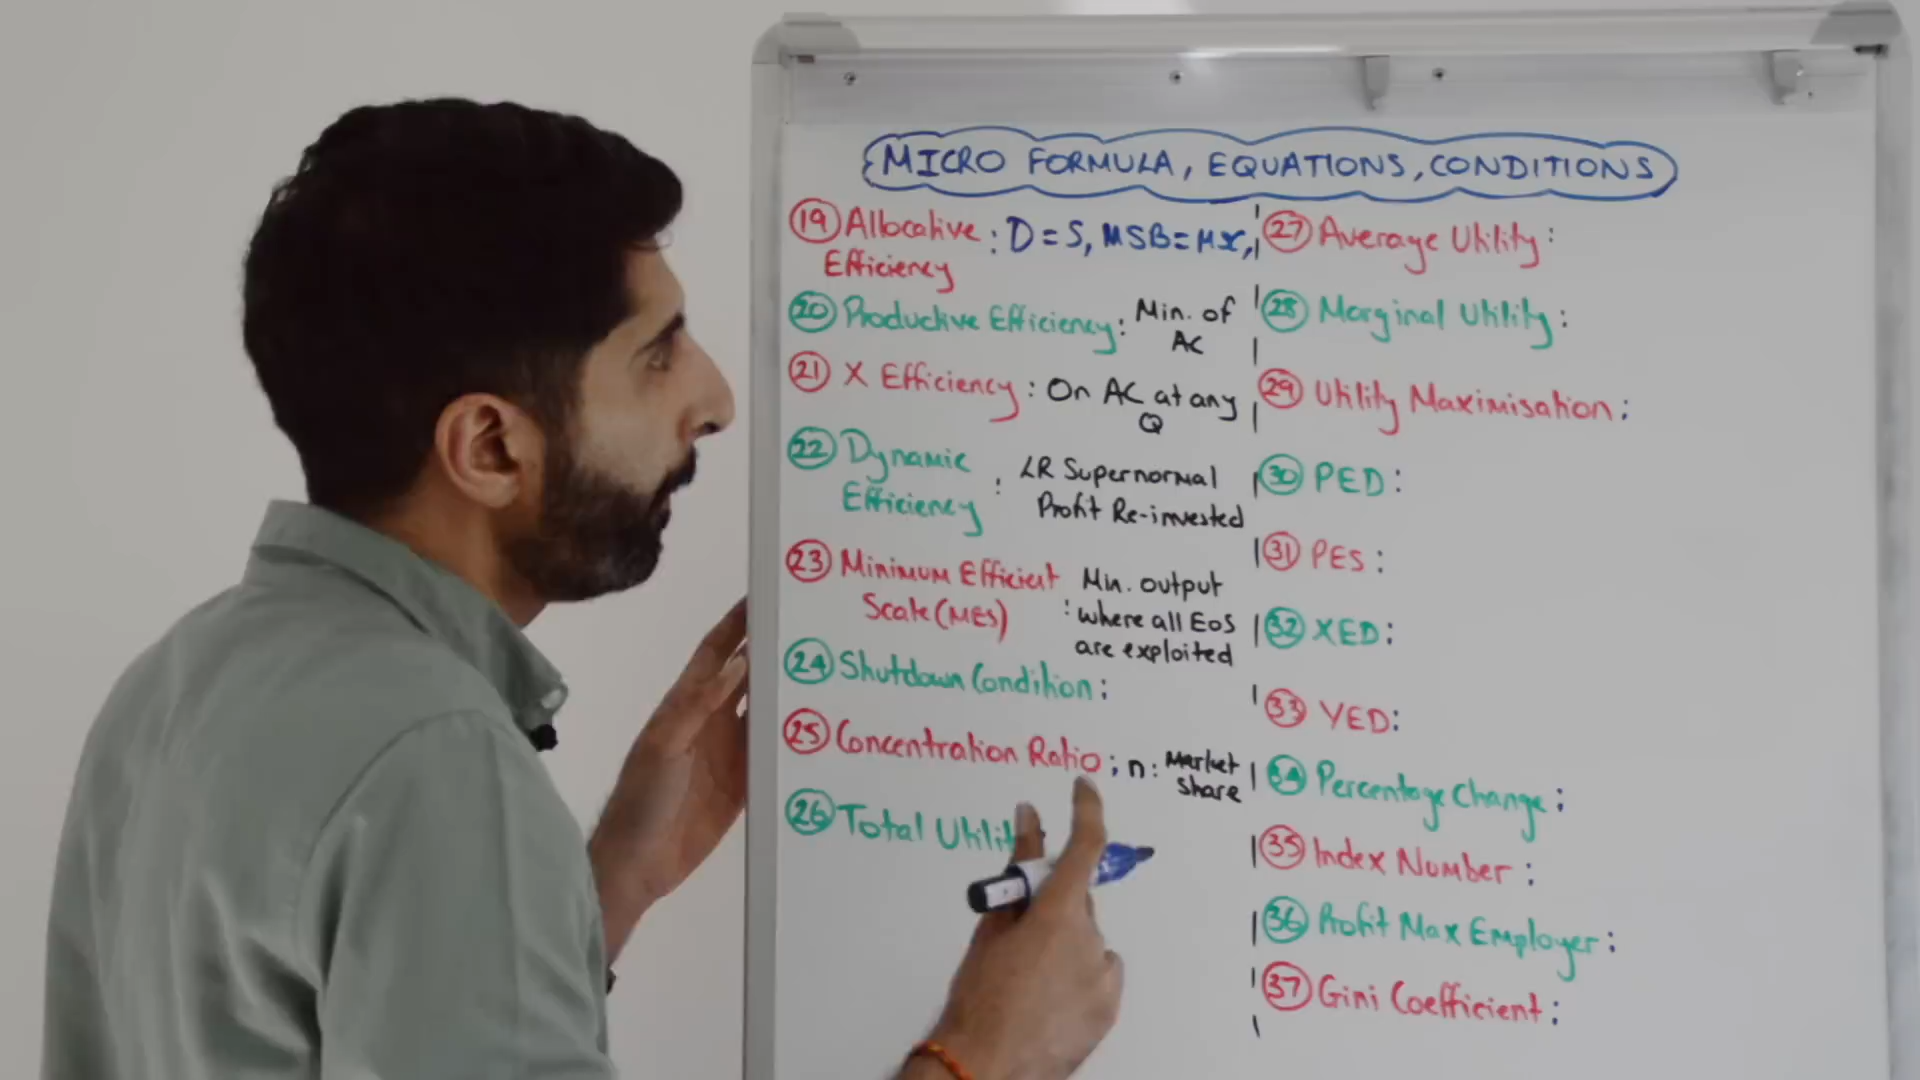 MICRO FORMULA, EQUATIONS, CONDITIONS
19 Allocative : D = S, MSB =
Efficiency
20 Productive Efficiency : Min. of
AC
21 X Efficiency : On AC at any
Q
22 Dynamic
Efficiency : LR Supernormal
Profit Re-invested
23 Minimum Efficient
Scale (MES) : Min. output
where all EoS
are exploited
24 Shutdown Condition :
25 Concentration Ratio : n : Market
share
26 Total Utilit
27 Average Utility :
28 Marginal Utility :
29 Utility Maximisation :
30 PED :
31 PES :
32 XED :
33 YED :
34 Percentage Change :
35 Index Number :
36 Profit Max Employer :
37 Gini Coefficient :